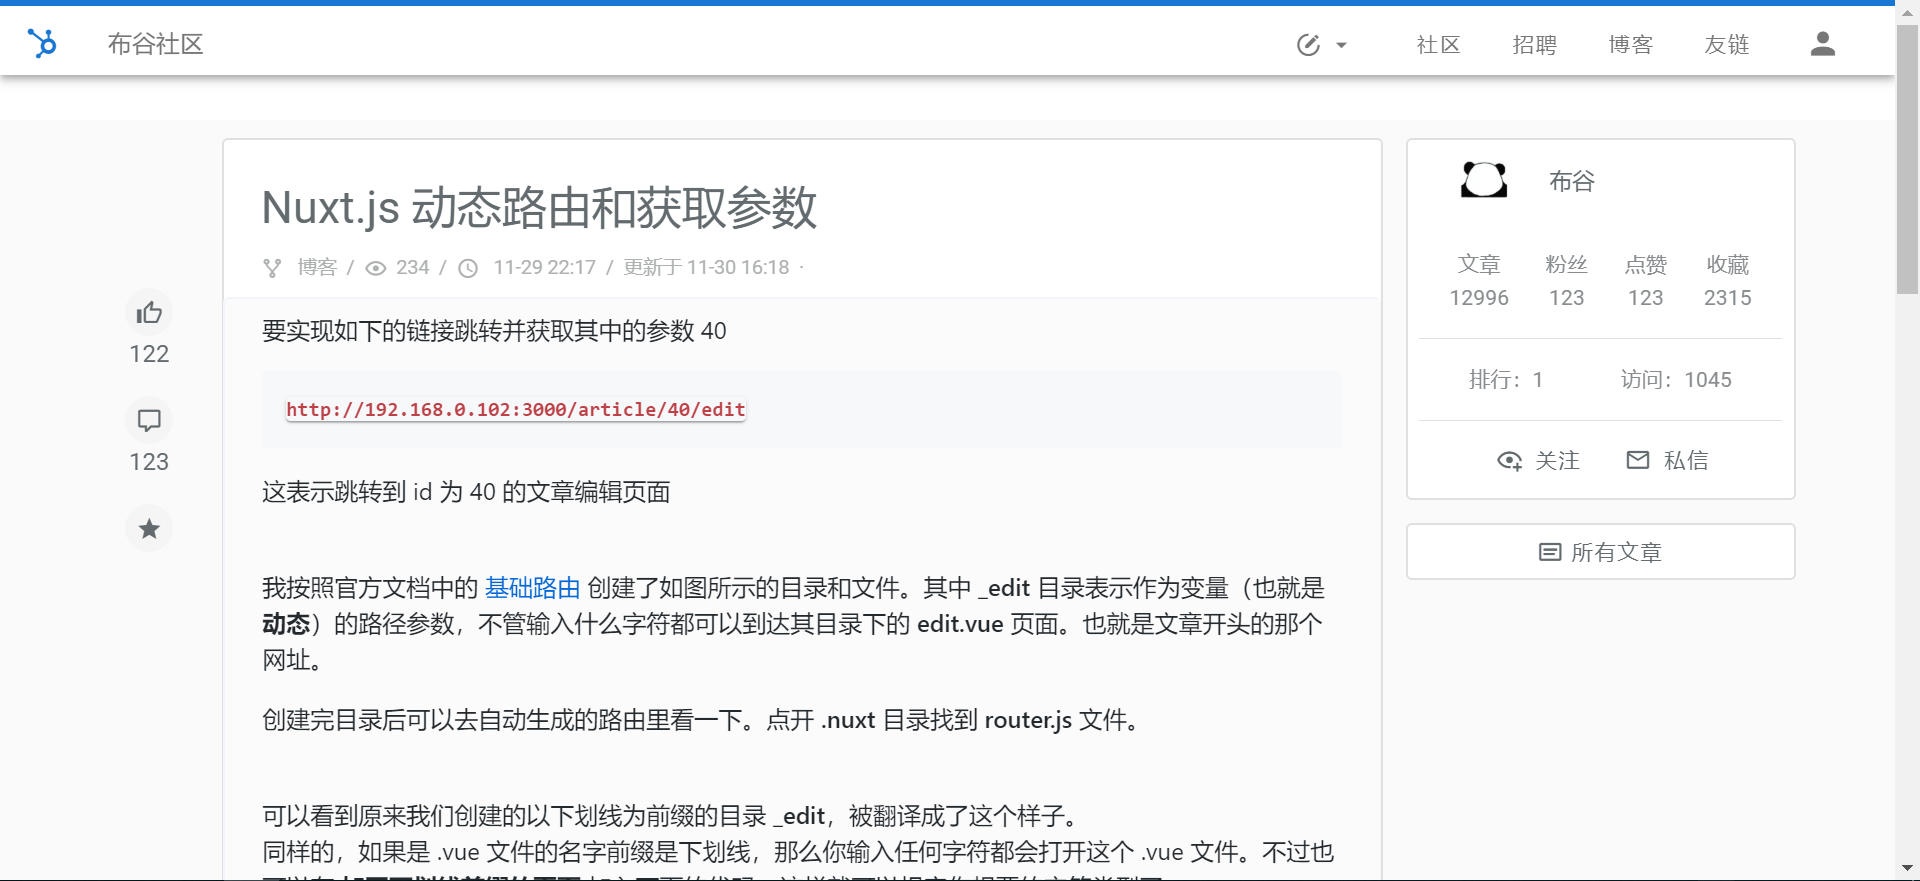 布谷社区
社区 招聘 博客 友链
Nuxt.js 动态路由和获取参数
博客 / 234 / 11-29 22:17 / 更新于 11-30 16:18 ·
122
123
要实现如下的链接跳转并获取其中的参数 40
http://192.168.0.102:3000/article/40/edit
这表示跳转到 id 为 40 的文章编辑页面
我按照官方文档中的 基础路由 创建了如图所示的目录和文件。其中 _edit 目录表示作为变量（也就是
动态）的路径参数，不管输入什么字符都可以到达其目录下的 edit.vue 页面。也就是文章开头的那个
网址。
创建完目录后可以去自动生成的路由里看一下。点开 .nuxt 目录找到 router.js 文件。
可以看到原来我们创建的以下划线为前缀的目录 _edit，被翻译成了这个样子。
同样的，如果是 .vue 文件的名字前缀是下划线，那么你输入任何字符都会打开这个 .vue 文件。不过也
布谷
文章 粉丝 点赞 收藏
12996 123 123 2315
排行：1 访问：1045
关注 私信
所有文章